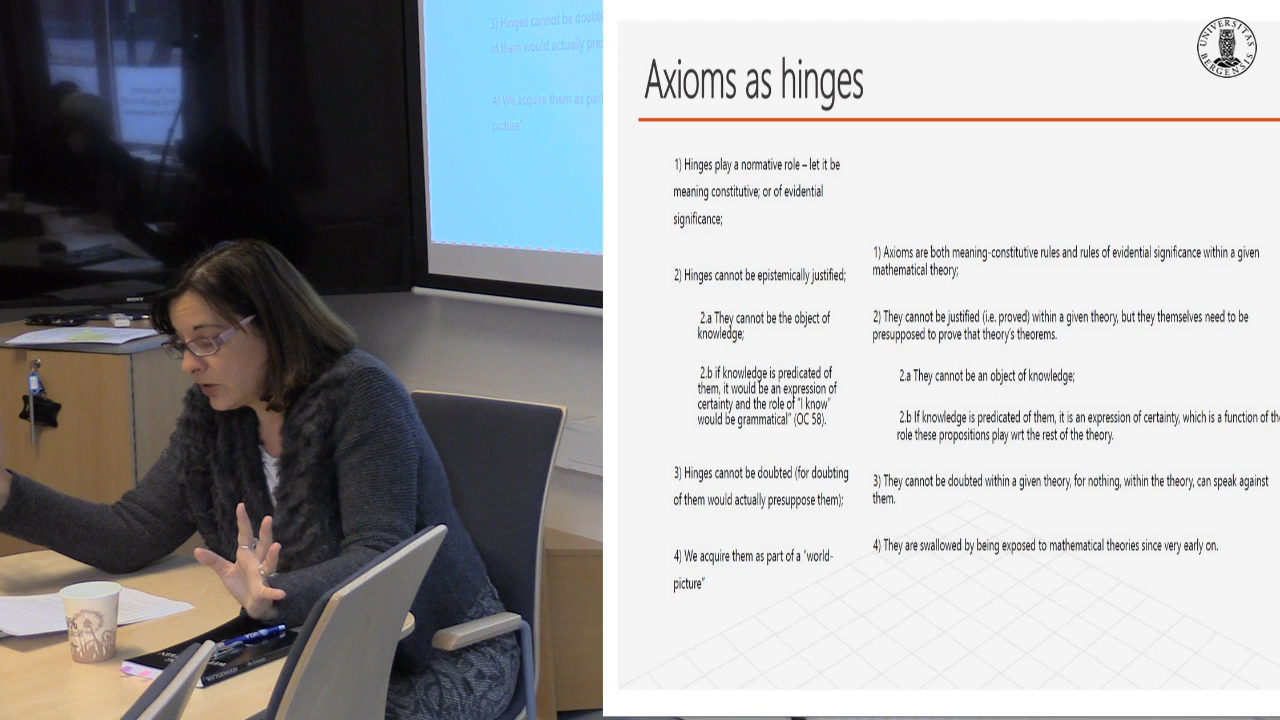 3) Hinges cannot be doubte
of them would actually pres
4) We acquire them as part
picture"
SONY
UNIVERSITAS
BERGENSIS
Axioms as hinges
1) Hinges play a normative role – let it be
meaning constitutive; or of evidential
significance;
2) Hinges cannot be epistemically justified;
2.a They cannot be the object of
knowledge;
2.b if knowledge is predicated of
them, it would be an expression of
certainty and the role of "I know"
would be grammatical" (OC 58).
3) Hinges cannot be doubted (for doubting
of them would actually presuppose them);
4) We acquire them as part of a "world-
picture"
1) Axioms are both meaning-constitutive rules and rules of evidential significance within a given
mathematical theory;
2) They cannot be justified (i.e. proved) within a given theory, but they themselves need to be
presupposed to prove that theory's theorems.
2.a They cannot be an object of knowledge;
2.b If knowledge is predicated of them, it is an expression of certainty, which is a function of th
role these propositions play wrt the rest of the theory.
3) They cannot be doubted within a given theory, for nothing, within the theory, can speak against
them.
4) They are swallowed by being exposed to mathematical theories since very early on.